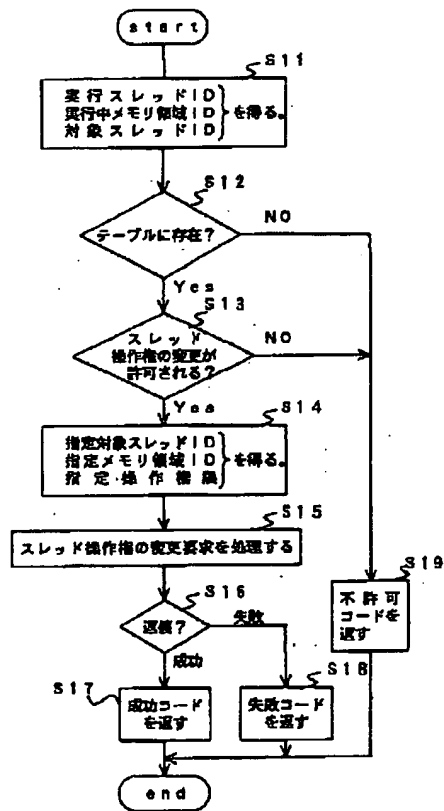 start
S11
実行スレッドID
実行中メモリ領域ID
対象スレッドID
を得る。
S12
テーブルに存在?
NO
Yes
S13
スレッド
操作権の変更が
許可される?
NO
Yes
S14
指定対象スレッドID
指定メモリ領域ID
指定操作権限
を得る。
S15
スレッド操作権の変更要求を処理する
S16
返値?
失敗
成功
S19
不許可
コードを
返す
S17
成功コード
を返す
S18
失敗コード
を返す
end